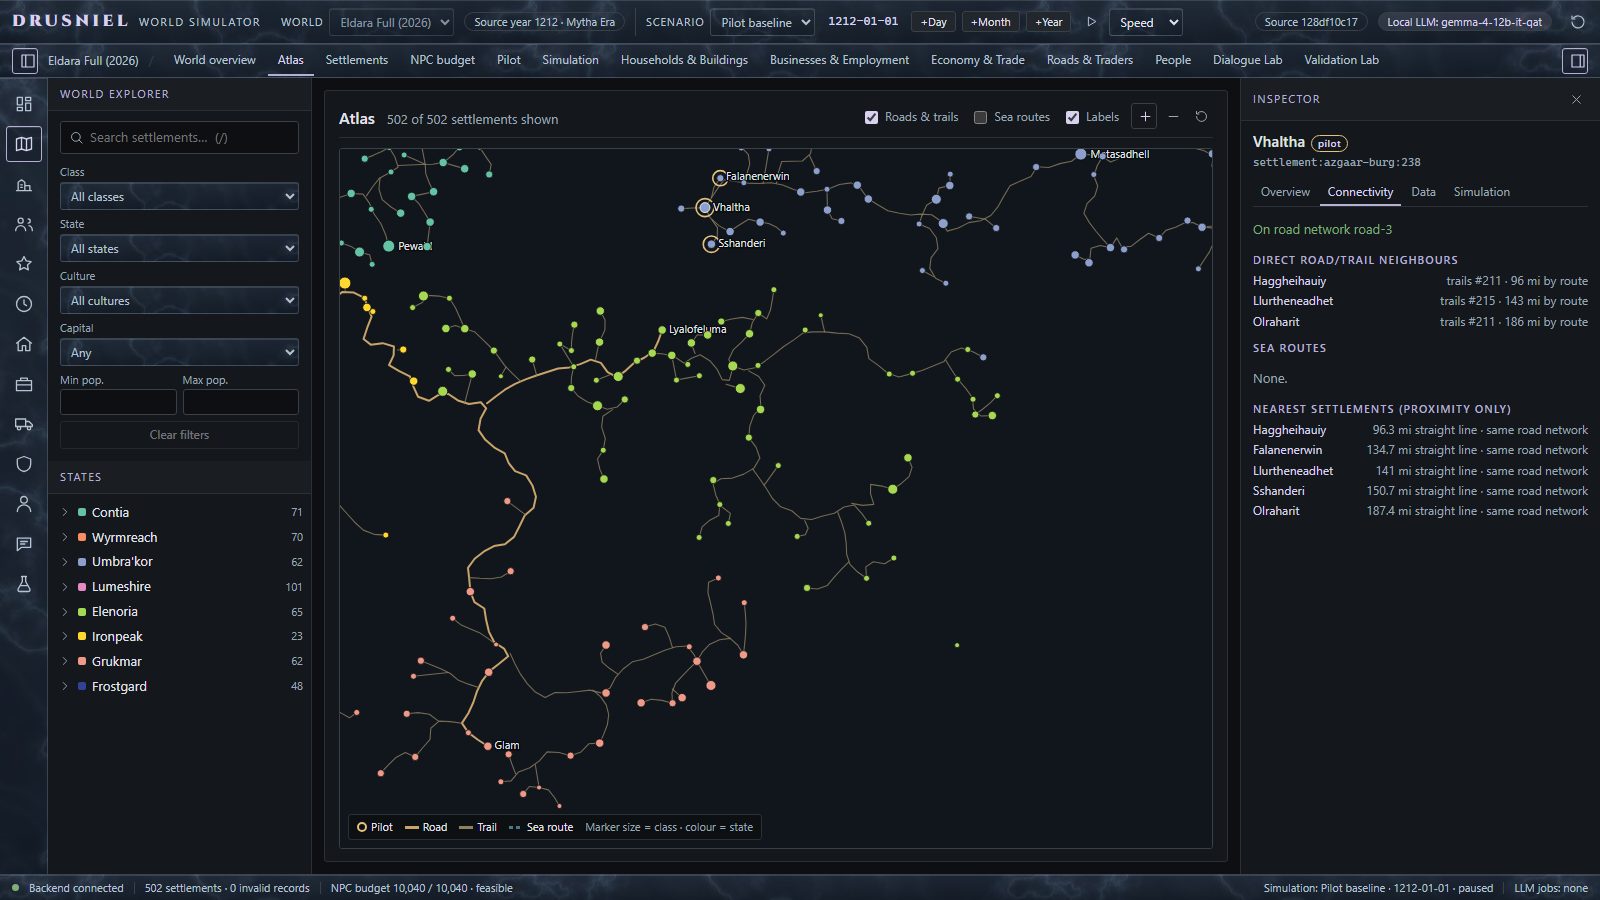 DRUSNIEL WORLD SIMULATOR WORLD Eldara Full (2026) Source year 1212 · Mytha Era SCENARIO Pilot baseline 1212-01-01 +Day +Month +Year Speed Source 128df10c17 Local LLM: gemma-4-12b-it-qat
Eldara Full (2026) / World overview Atlas Settlements NPC budget Pilot Simulation Households & Buildings Businesses & Employment Economy & Trade Roads & Traders People Dialogue Lab Validation Lab
WORLD EXPLORER
Search settlements... (/)
Class
All classes
State
All states
Culture
All cultures
Capital
Any
Min pop. Max pop.
Clear filters
STATES
Contia 71
Wyrmreach 70
Umbra'kor 62
Lumeshire 101
Elenoria 65
Ironpeak 23
Grukmar 62
Frostgard 48
Atlas 502 of 502 settlements shown Roads & trails Sea routes Labels + −
Matasadhell
Falanenerwin
Vhaltha
Sshanderi
Lyalofeluma
Glam
Pilot Road Trail Sea route Marker size = class · colour = state
INSPECTOR
Vhaltha pilot
settlement:azgaar-burg:238
Overview Connectivity Data Simulation
On road network road-3
DIRECT ROAD/TRAIL NEIGHBOURS
Haggheihauiy trails #211 · 96 mi by route
Llurtheneadhet trails #215 · 143 mi by route
Olraharit trails #211 · 186 mi by route
SEA ROUTES
None.
NEAREST SETTLEMENTS (PROXIMITY ONLY)
Haggheihauiy 96.3 mi straight line · same road network
Falanenerwin 134.7 mi straight line · same road network
Llurtheneadhet 141 mi straight line · same road network
Sshanderi 150.7 mi straight line · same road network
Olraharit 187.4 mi straight line · same road network
Backend connected 502 settlements · 0 invalid records NPC budget 10,040 / 10,040 · feasible Simulation: Pilot baseline · 1212-01-01 · paused LLM jobs: none